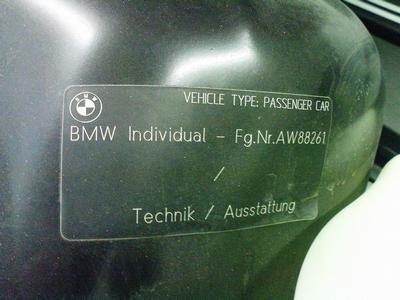 VEHICLE TYPE: PASSENGER CAR
BMW Individual - Fg.Nr.AW88261
/
Technik / Ausstattung